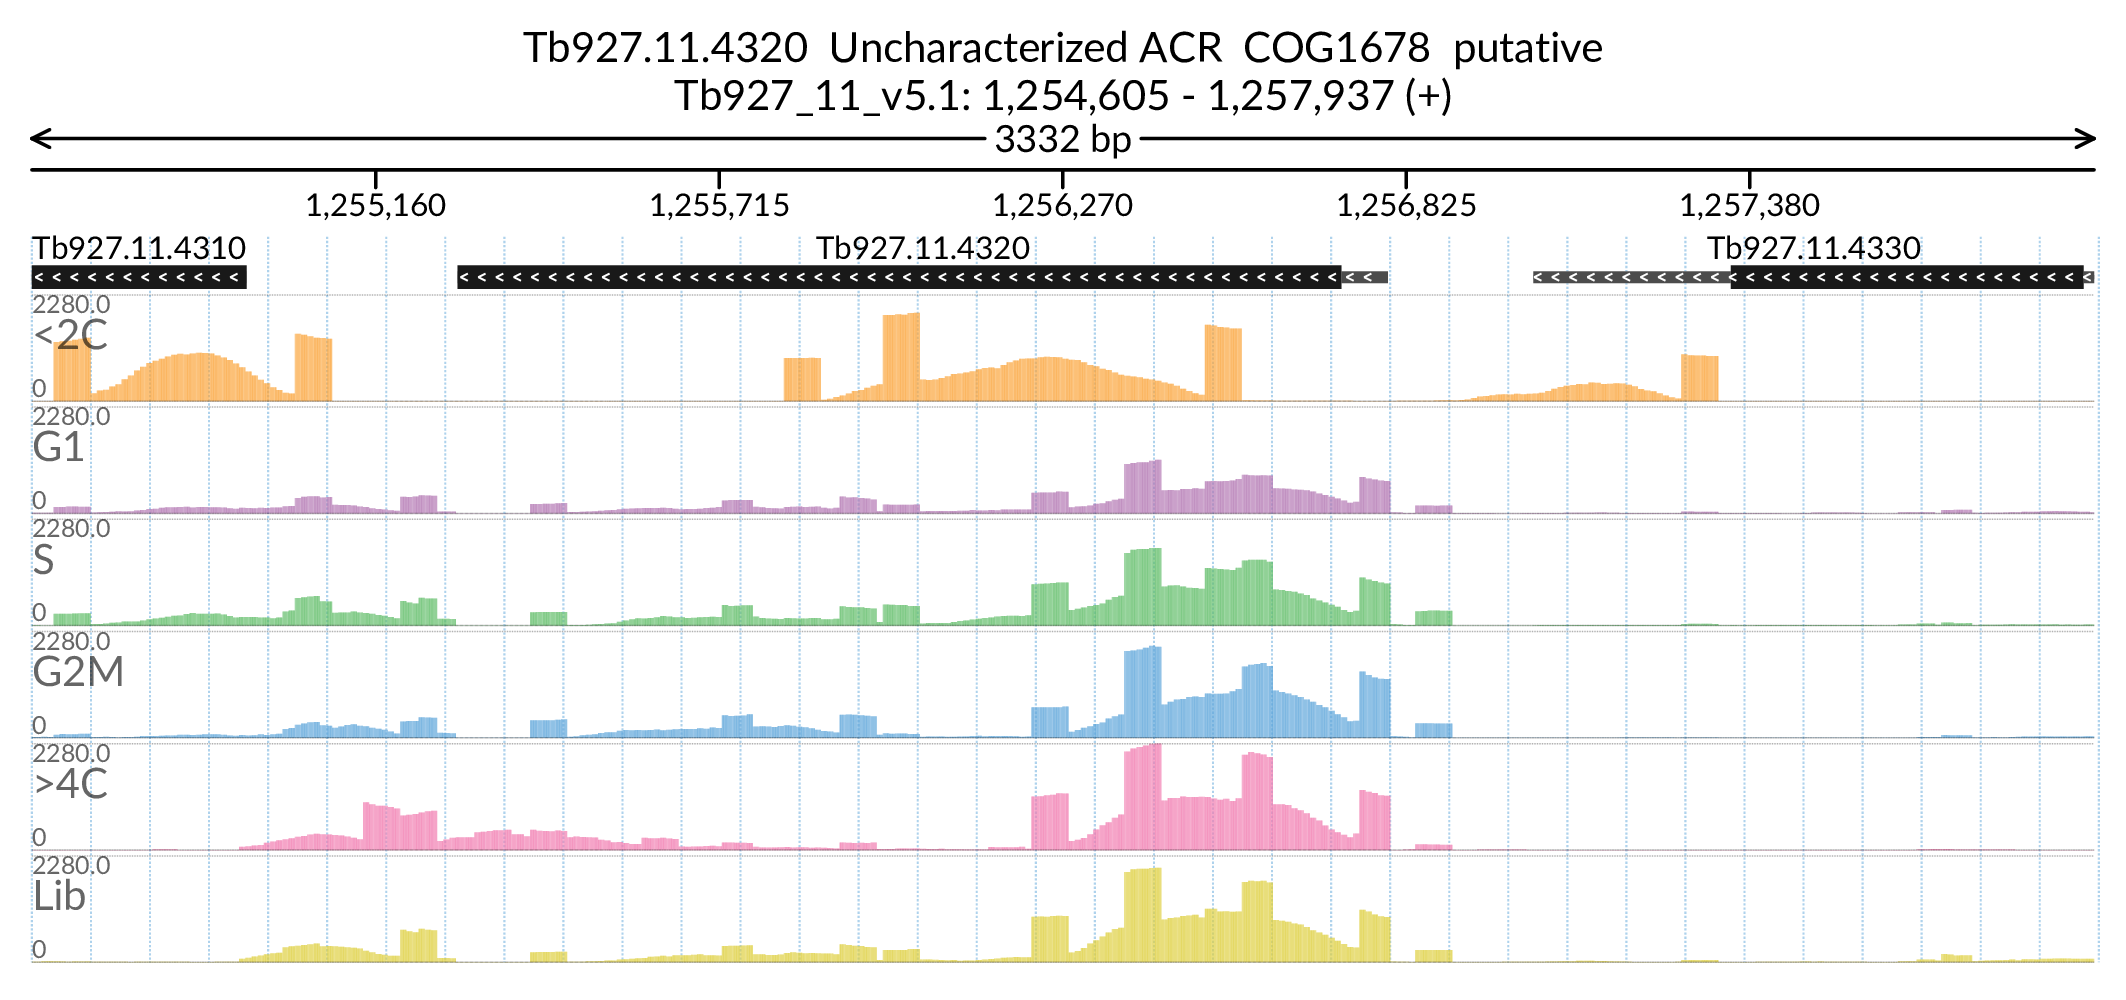 Tb927.11.4320 Uncharacterized ACR COG1678 putative
Tb927_11_v5.1: 1,254,605 - 1,257,937 (+)
3332 bp
1,255,160 1,255,715 1,256,270 1,256,825 1,257,380
Tb927.11.4310 Tb927.11.4320 Tb927.11.4330
2280.0
<2C
0
2280.0
G1
0
2280.0
S
0
2280.0
G2M
0
2280.0
>4C
0
2280.0
Lib
0